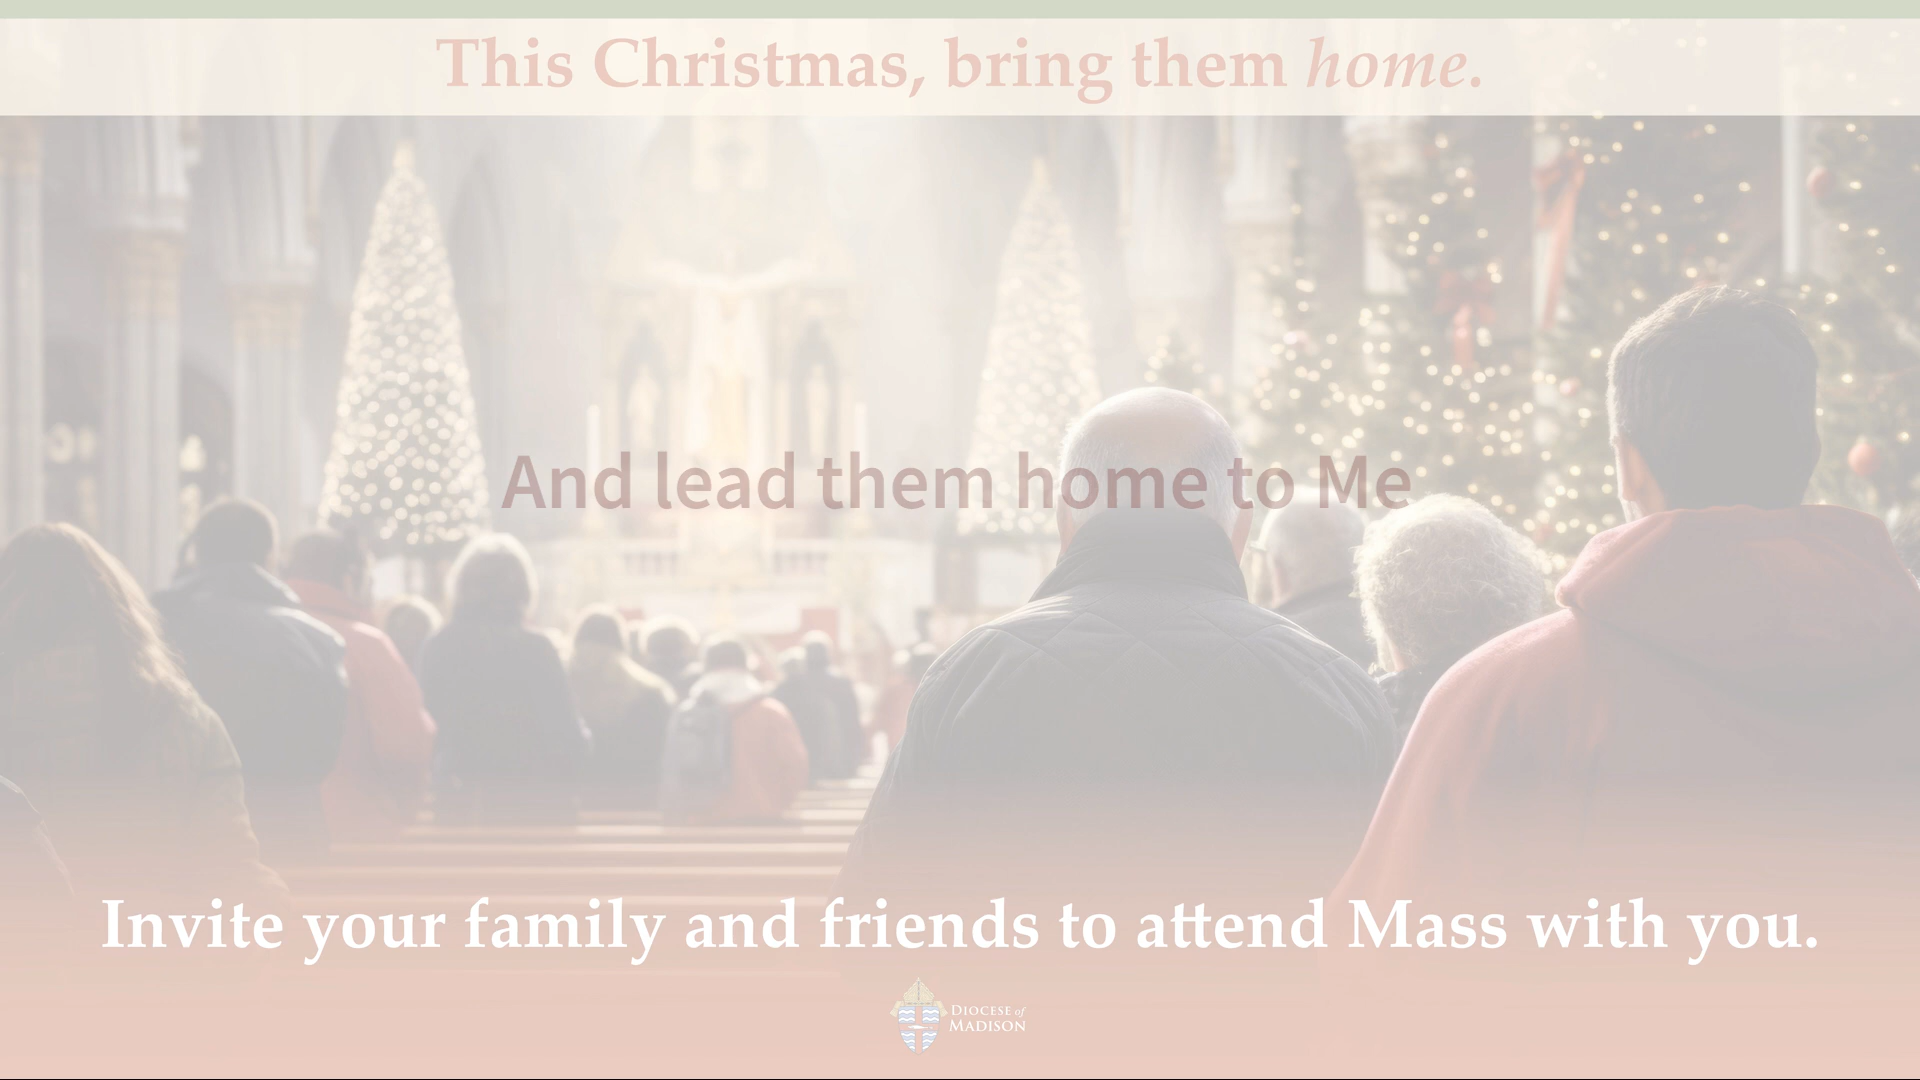 This Christmas, bring them home.
And lead them home to Me
Invite your family and friends to attend Mass with you.
DIOCESE of
MADISON